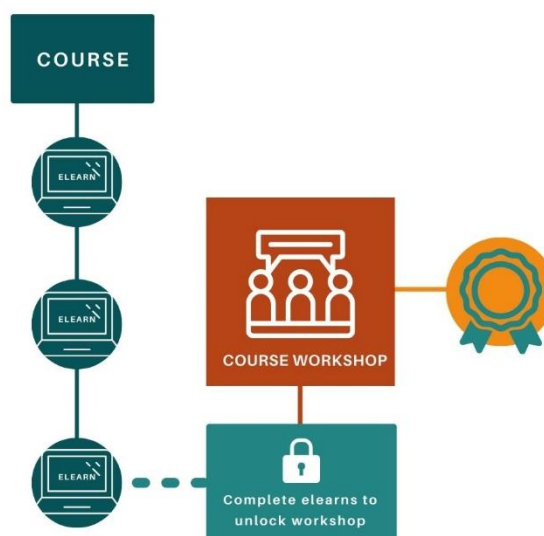 COURSE
ELEARN
ELEARN
ELEARN
COURSE WORKSHOP
Complete elearns to
unlock workshop